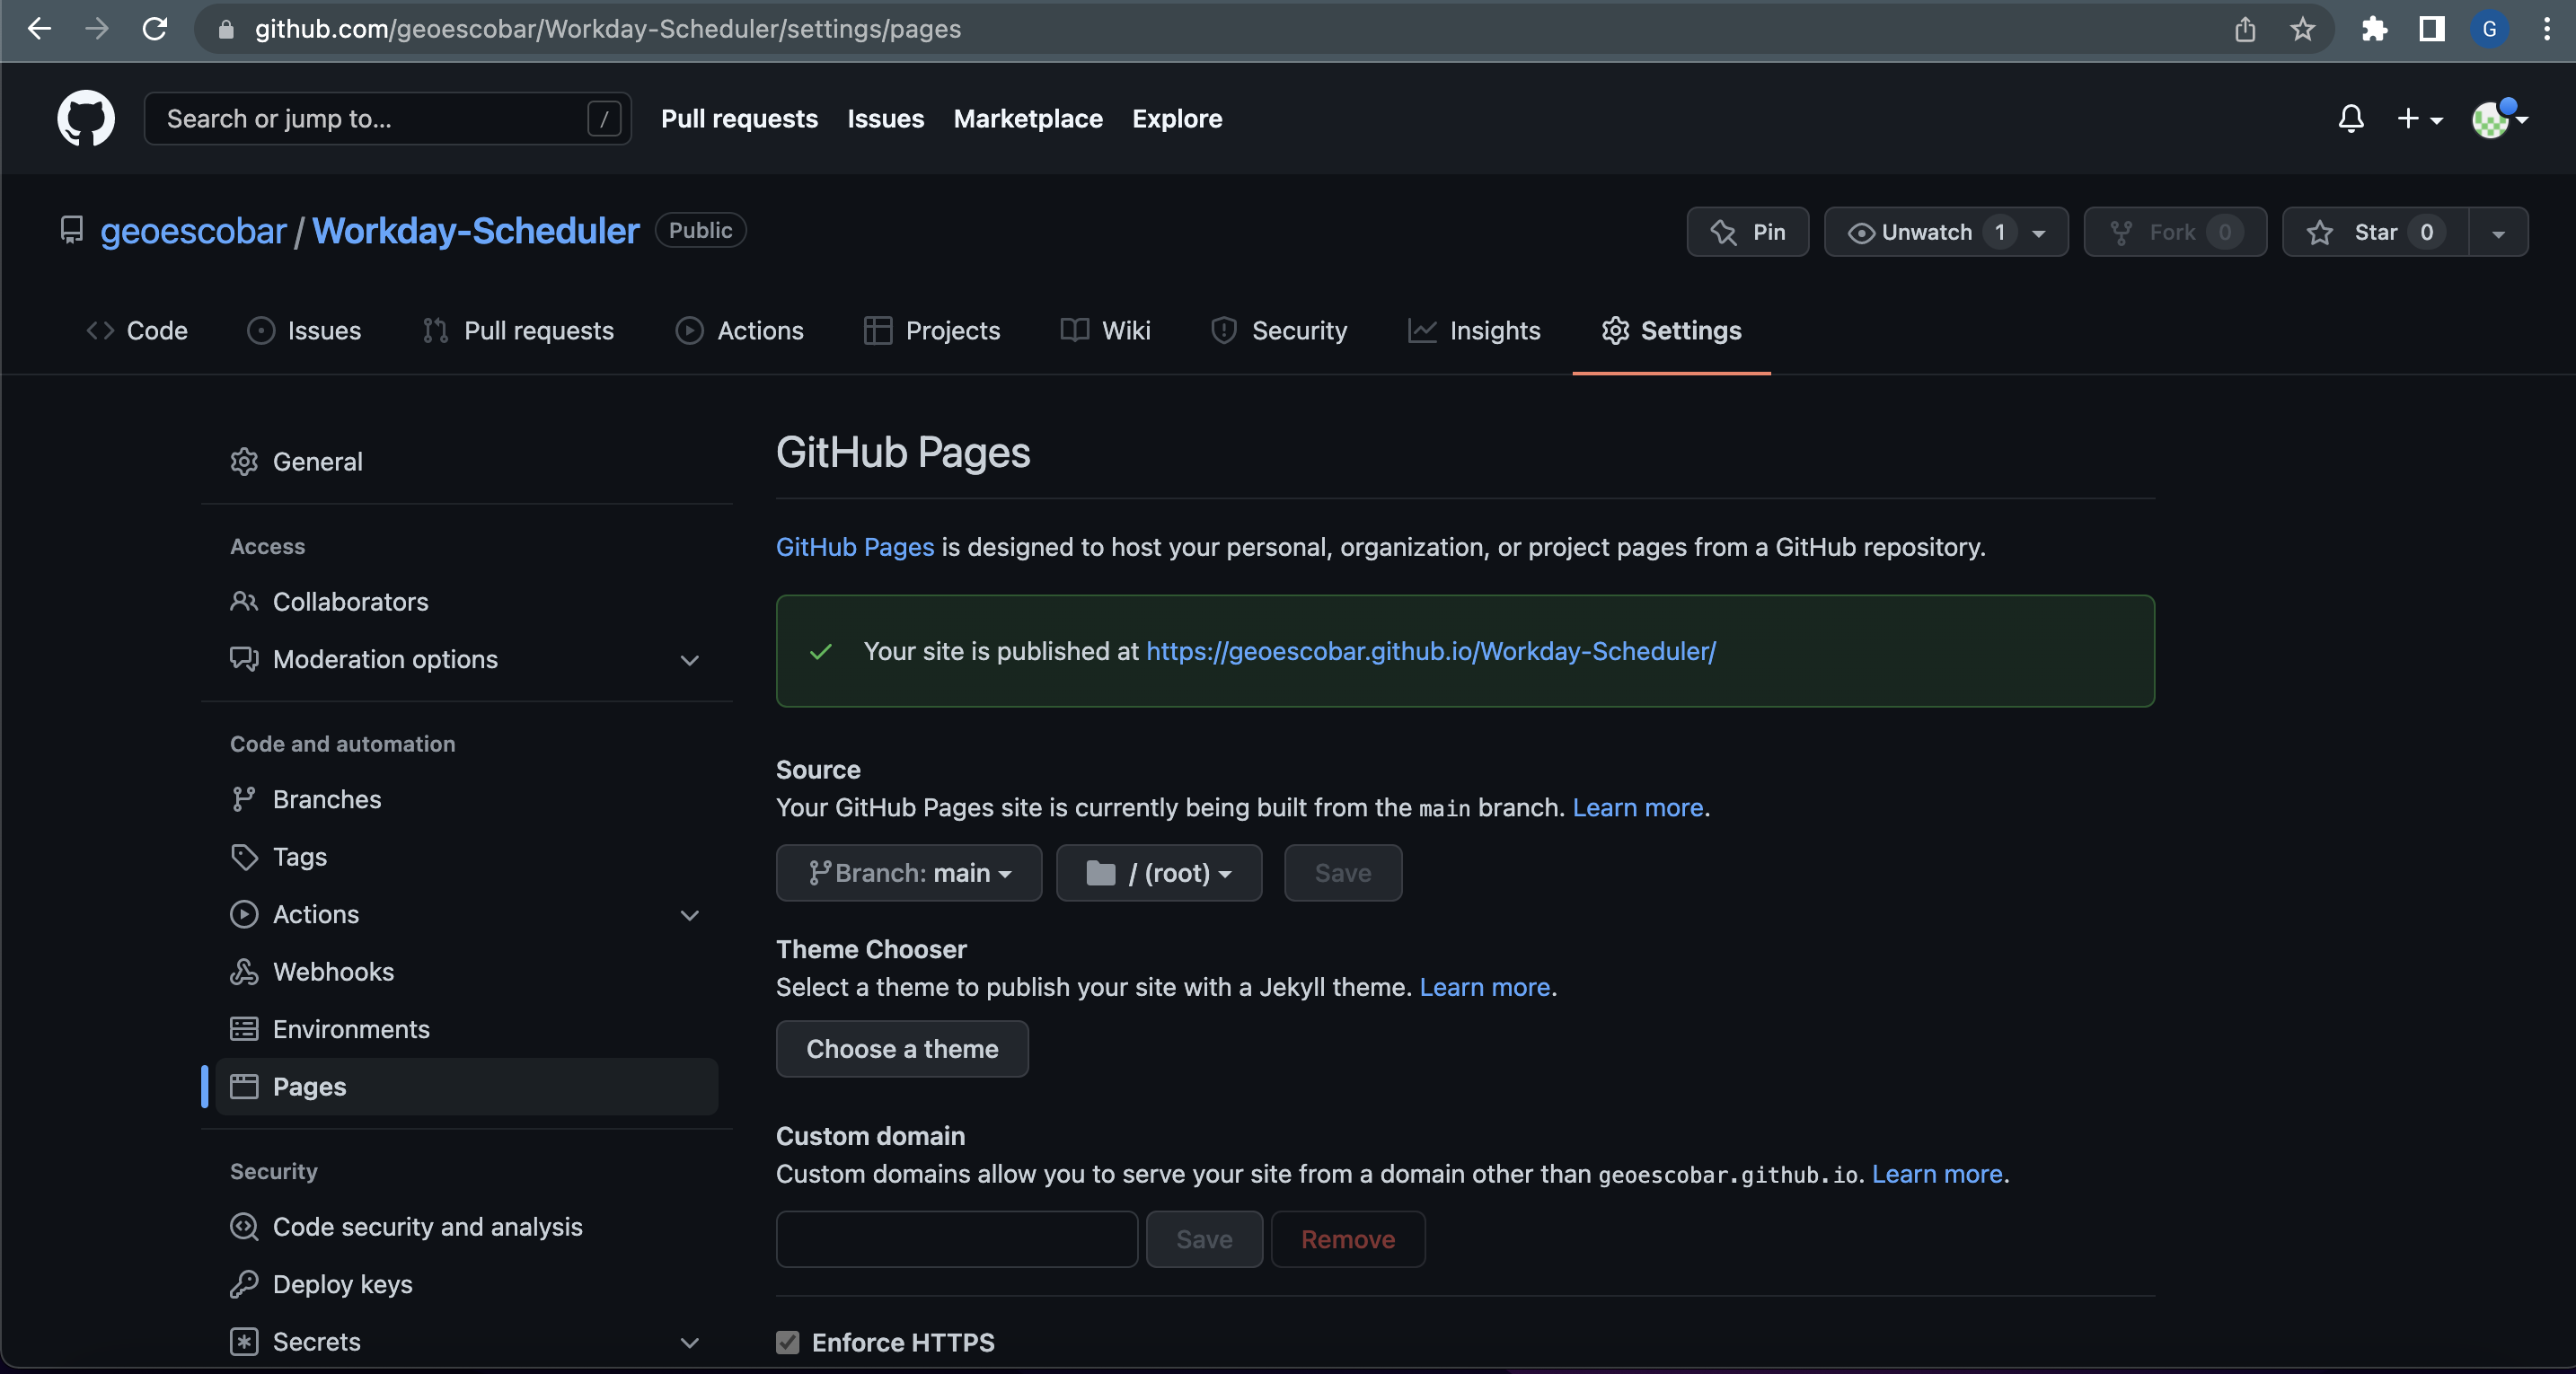 github.com/geoescobar/Workday-Scheduler/settings/pages
G
Search or jump to... /
Pull requests Issues Marketplace Explore
geoescobar / Workday-Scheduler Public
Pin Unwatch 1 Fork 0 Star 0
Code Issues Pull requests Actions Projects Wiki Security Insights Settings
General
Access
Collaborators
Moderation options
Code and automation
Branches
Tags
Actions
Webhooks
Environments
Pages
Security
Code security and analysis
Deploy keys
Secrets
GitHub Pages
GitHub Pages is designed to host your personal, organization, or project pages from a GitHub repository.
Your site is published at https://geoescobar.github.io/Workday-Scheduler/
Source
Your GitHub Pages site is currently being built from the main branch. Learn more.
Branch: main / (root) Save
Theme Chooser
Select a theme to publish your site with a Jekyll theme. Learn more.
Choose a theme
Custom domain
Custom domains allow you to serve your site from a domain other than geoescobar.github.io. Learn more.
Save Remove
Enforce HTTPS